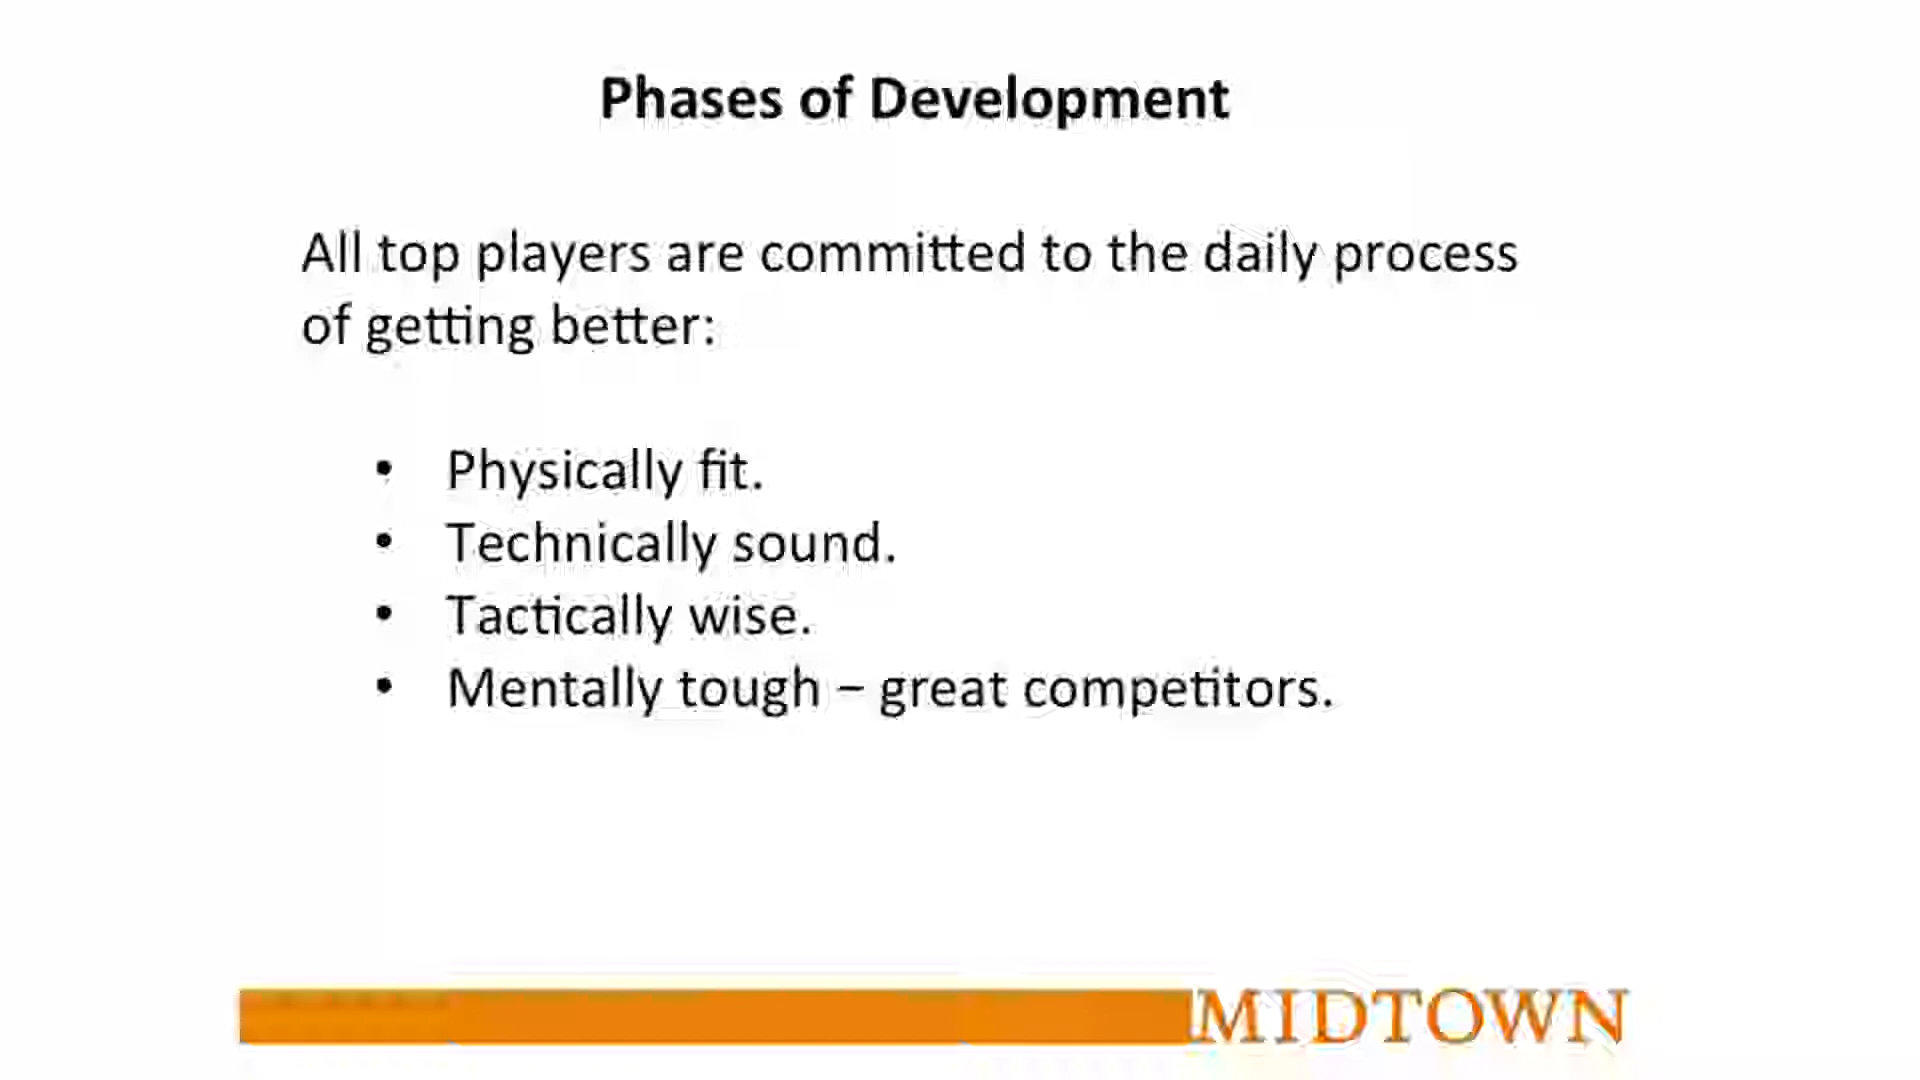 Phases of Development
All top players are committed to the daily process
of getting better:
• Physically fit.
• Technically sound.
• Tactically wise.
• Mentally tough – great competitors.
MIDTOWN